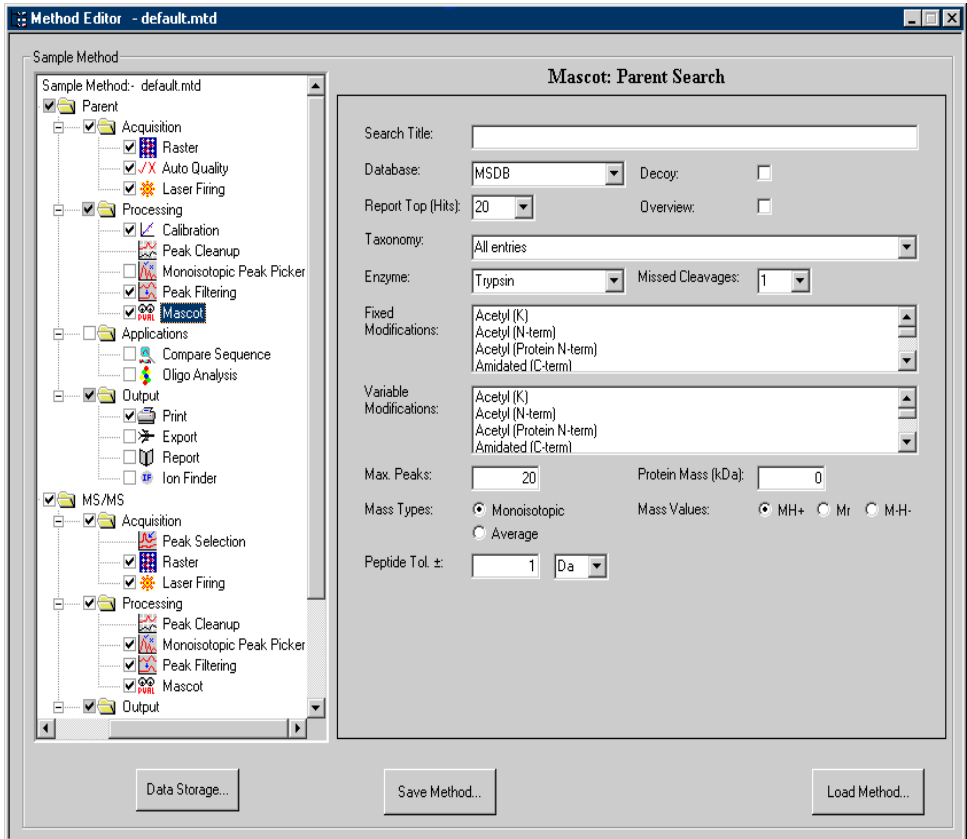 Method Editor - default.mtd
Sample Method
Sample Method:- default.mtd
Parent
Acquisition
Raster
Auto Quality
Laser Firing
Processing
Calibration
Peak Cleanup
Monoisotopic Peak Picker
Peak Filtering
Mascot
Applications
Compare Sequence
Oligo Analysis
Output
Print
Export
Report
IF Ion Finder
MS/MS
Acquisition
Peak Selection
Raster
Laser Firing
Processing
Peak Cleanup
Monoisotopic Peak Picker
Peak Filtering
Mascot
Output
Mascot: Parent Search
Search Title:
Database: MSDB Decoy:
Report Top (Hits): 20 Overview:
Taxonomy: All entries
Enzyme: Trypsin Missed Cleavages: 1
Fixed
Modifications:
Acetyl (K)
Acetyl (N-term)
Acetyl (Protein N-term)
Amidated (C-term)
Variable
Modifications:
Acetyl (K)
Acetyl (N-term)
Acetyl (Protein N-term)
Amidated (C-term)
Max. Peaks: 20 Protein Mass (kDa): 0
Mass Types: Monoisotopic Mass Values: MH+ Mr M-H-
Average
Peptide Tol. ±: 1 Da
Data Storage... Save Method... Load Method...